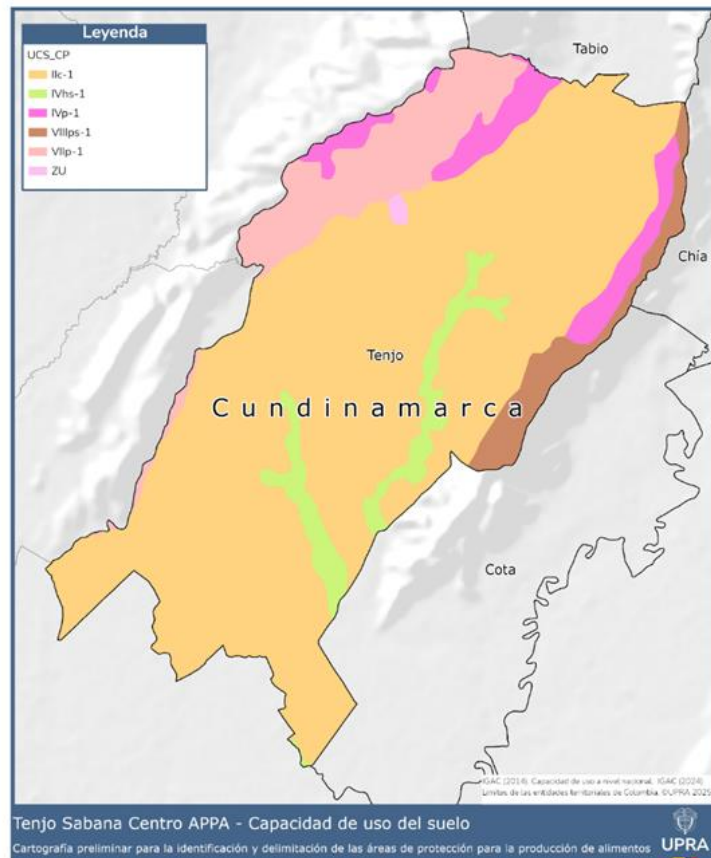 Leyenda
UCS_CP
IIc-1
IVhs-1
IVp-1
VIIIps-1
VIIp-1
ZU
Tabio
Chía
Tenjo
Cundinamarca
Cota
IGAC (2014). Capacidad de uso a nivel nacional. IGAC (2024).
Límites de las entidades territoriales de Colombia. ©UPRA 2025
Tenjo Sabana Centro APPA - Capacidad de uso del suelo
Cartografía preliminar para la identificación y delimitación de las áreas de protección para la producción de alimentos
UPRA